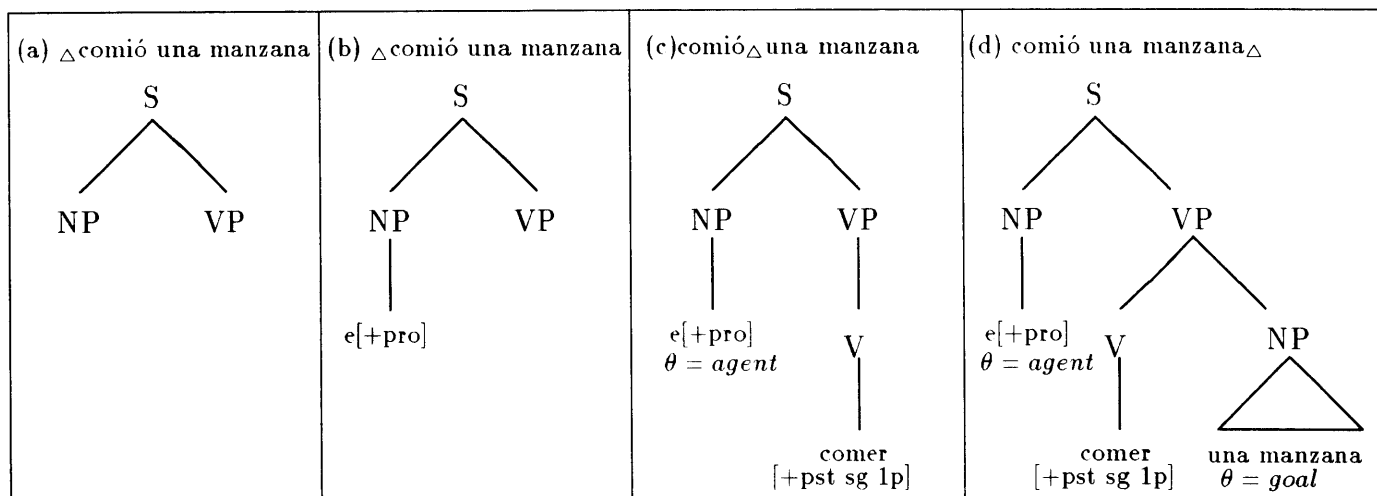 (a) △comió una manzana
S
NP VP
(b) △comió una manzana
S
NP VP
e[+pro]
(c)comió△una manzana
S
NP VP
e[+pro]
θ = agent
V
comer
[+pst sg 1p]
(d) comió una manzana△
S
NP VP
e[+pro]
θ = agent
V NP
comer
[+pst sg 1p]
una manzana
θ = goal